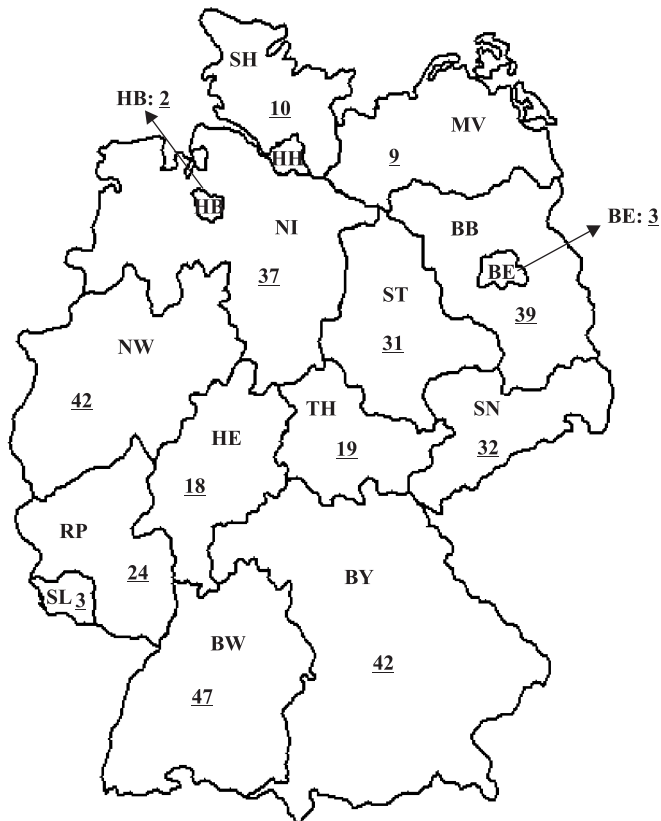 SH
HB: 2
10
MV
HH
9
HB
BE: 3
NI
BB
BE
37
ST
39
NW
31
42
TH
SN
HE
19
32
18
RP
24
BY
SL 3
BW
42
47